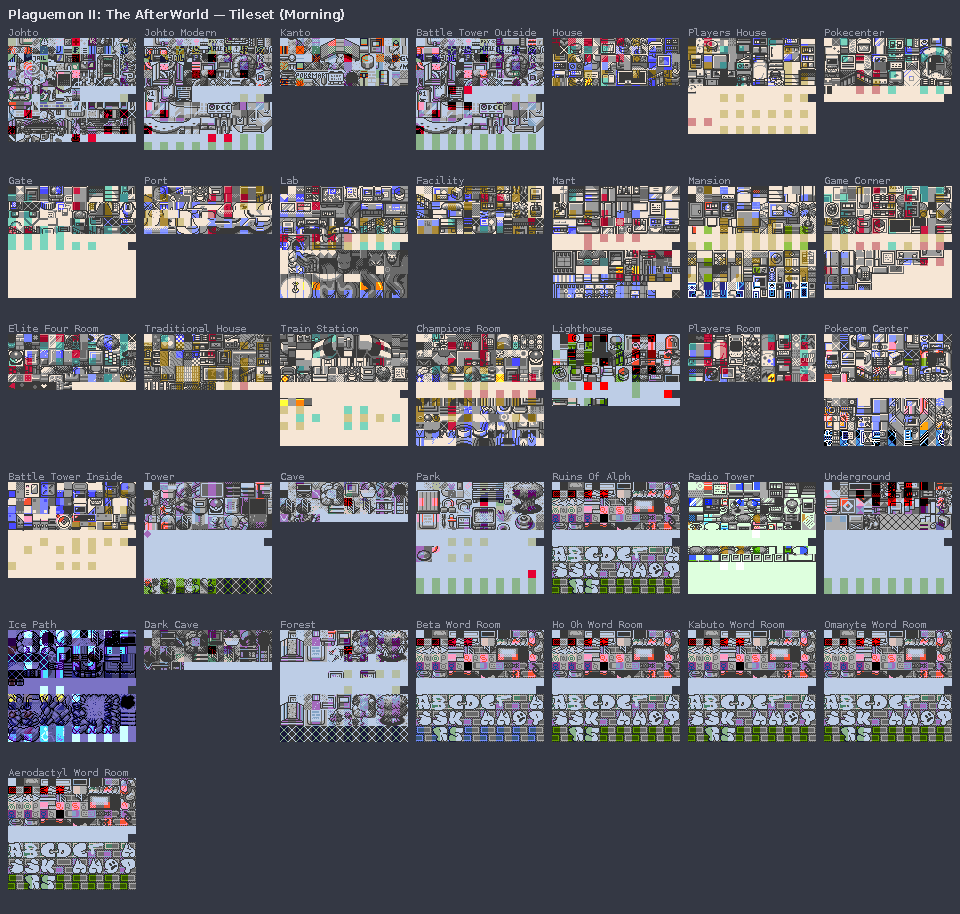 Plaguemon II: The AfterWorld — Tileset (Morning)
Johto Johto Modern Kanto Battle Tower Outside House Players House Pokecenter
Gate Port Lab Facility Mart Mansion Game Corner
Elite Four Room Traditional House Train Station Champions Room Lighthouse Players Room Pokecom Center
Battle Tower Inside Tower Cave Park Ruins Of Alph Radio Tower Underground
Ice Path Dark Cave Forest Beta Word Room Ho Oh Word Room Kabuto Word Room Omanyte Word Room
Aerodactyl Word Room